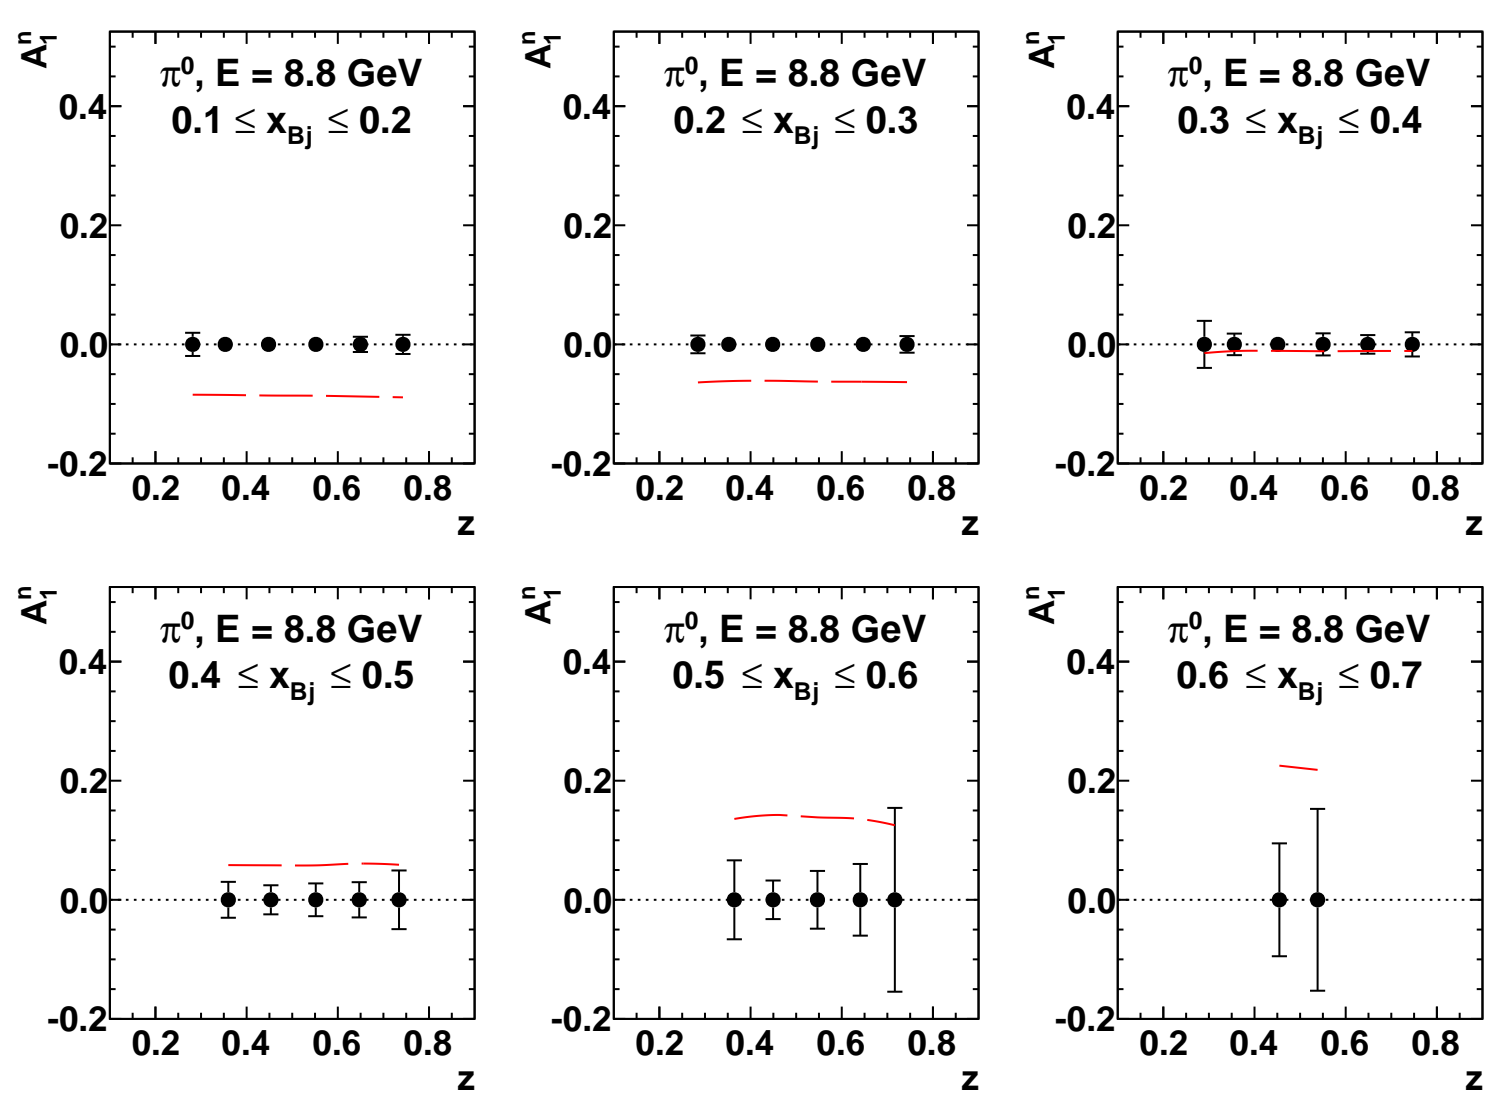 A₁ⁿ
π⁰, E = 8.8 GeV
0.1 ≤ x_Bj ≤ 0.2
0.4
0.2
0.0
-0.2
0.2 0.4 0.6 0.8
z
A₁ⁿ
π⁰, E = 8.8 GeV
0.2 ≤ x_Bj ≤ 0.3
0.4
0.2
0.0
-0.2
0.2 0.4 0.6 0.8
z
A₁ⁿ
π⁰, E = 8.8 GeV
0.3 ≤ x_Bj ≤ 0.4
0.4
0.2
0.0
-0.2
0.2 0.4 0.6 0.8
z
A₁ⁿ
π⁰, E = 8.8 GeV
0.4 ≤ x_Bj ≤ 0.5
0.4
0.2
0.0
-0.2
0.2 0.4 0.6 0.8
z
A₁ⁿ
π⁰, E = 8.8 GeV
0.5 ≤ x_Bj ≤ 0.6
0.4
0.2
0.0
-0.2
0.2 0.4 0.6 0.8
z
A₁ⁿ
π⁰, E = 8.8 GeV
0.6 ≤ x_Bj ≤ 0.7
0.4
0.2
0.0
-0.2
0.2 0.4 0.6 0.8
z